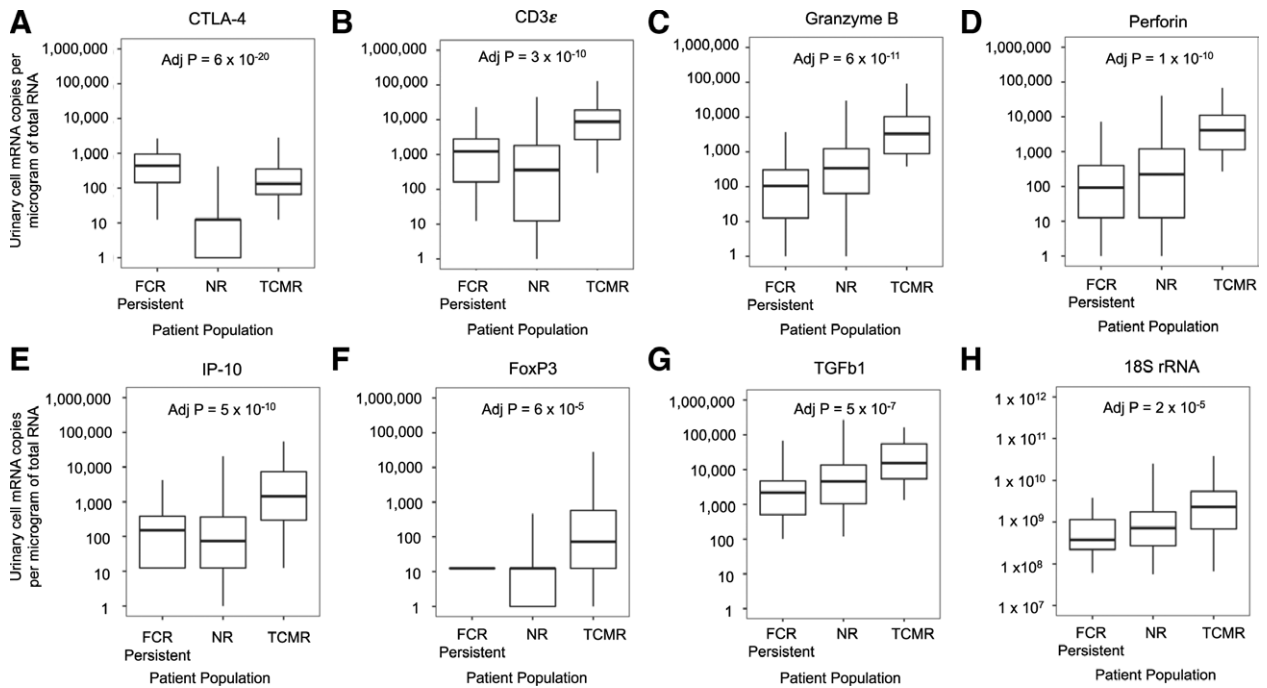 A
CTLA-4
Urinary cell mRNA copies per
microgram of total RNA
1,000,000
100,000
10,000
1,000
100
10
1
Adj P = 6 x 10-20
FCR
Persistent
NR
TCMR
Patient Population
B
CD3ε
1,000,000
100,000
10,000
1,000
100
10
1
Adj P = 3 x 10-10
FCR
Persistent
NR
TCMR
Patient Population
C
Granzyme B
1,000,000
100,000
10,000
1,000
100
10
1
Adj P = 6 x 10-11
FCR
Persistent
NR
TCMR
Patient Population
D
Perforin
1,000,000
100,000
10,000
1,000
100
10
1
Adj P = 1 x 10-10
FCR
Persistent
NR
TCMR
Patient Population
E
IP-10
Urinary cell mRNA copies
per microgram of total RNA
1,000,000
100,000
10,000
1,000
100
10
1
Adj P = 5 x 10-10
FCR
Persistent
NR
TCMR
Patient Population
F
FoxP3
1,000,000
100,000
10,000
1,000
100
10
1
Adj P = 6 x 10-5
FCR
Persistent
NR
TCMR
Patient Population
G
TGFb1
1,000,000
100,000
10,000
1,000
100
10
1
Adj P = 5 x 10-7
FCR
Persistent
NR
TCMR
Patient Population
H
18S rRNA
1 x 1012
1 x 1011
1 x 1010
1 x 109
1 x 108
1 x 107
Adj P = 2 x 10-5
FCR
Persistent
NR
TCMR
Patient Population